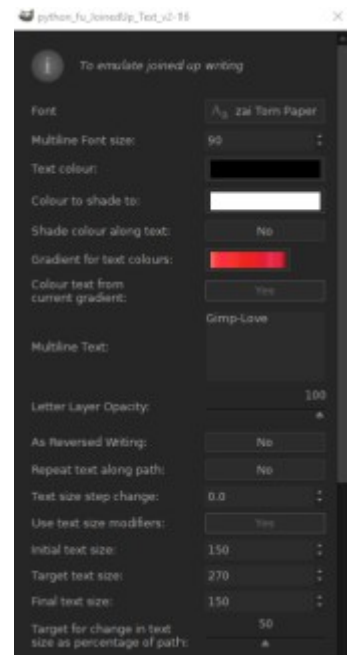 python_fu_JoinedUp_Text_v2-16
i To emulate joined up writing
Font Aa zai Torn Paper
Multiline Font size: 90
Text colour:
Colour to shade to:
Shade colour along text: No
Gradient for text colours:
Colour text from
current gradient: Yes
Gimp-Love
Multiline Text:
100
Letter Layer Opacity:
As Reversed Writing: No
Repeat text along path: No
Text size step change: 0.0
Use text size modifiers: Yes
Initial text size: 150
Target text size: 270
Final text size: 150
Target for change in text 50
size as percentage of path: